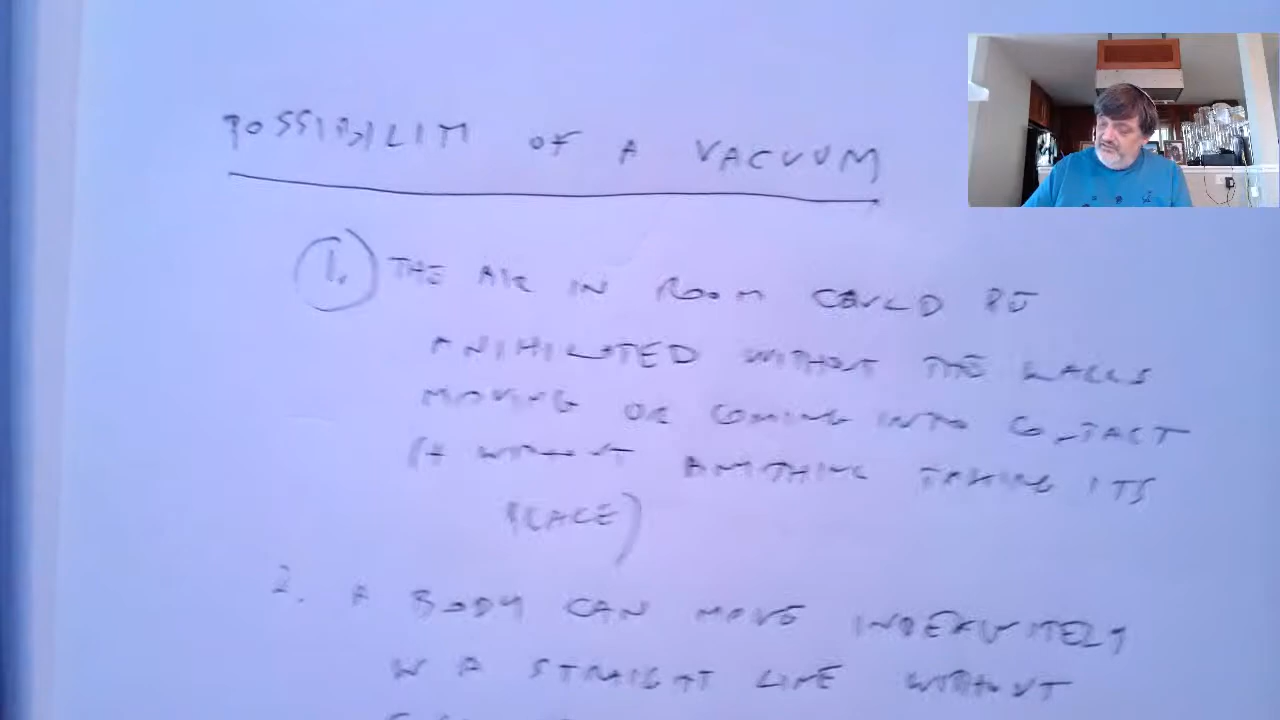 POSSIBILITY OF A VACUUM
1. THE AIR IN ROOM COULD BE
ANIHILATED WITHOUT THE WALLS
MOVING OR COMING INTO CONTACT
(+ WITHOUT ANYTHING TAKING ITS
PLACE)
2. A BODY CAN MOVE INDEFINITELY
IN A STRAIGHT LINE WITHOUT